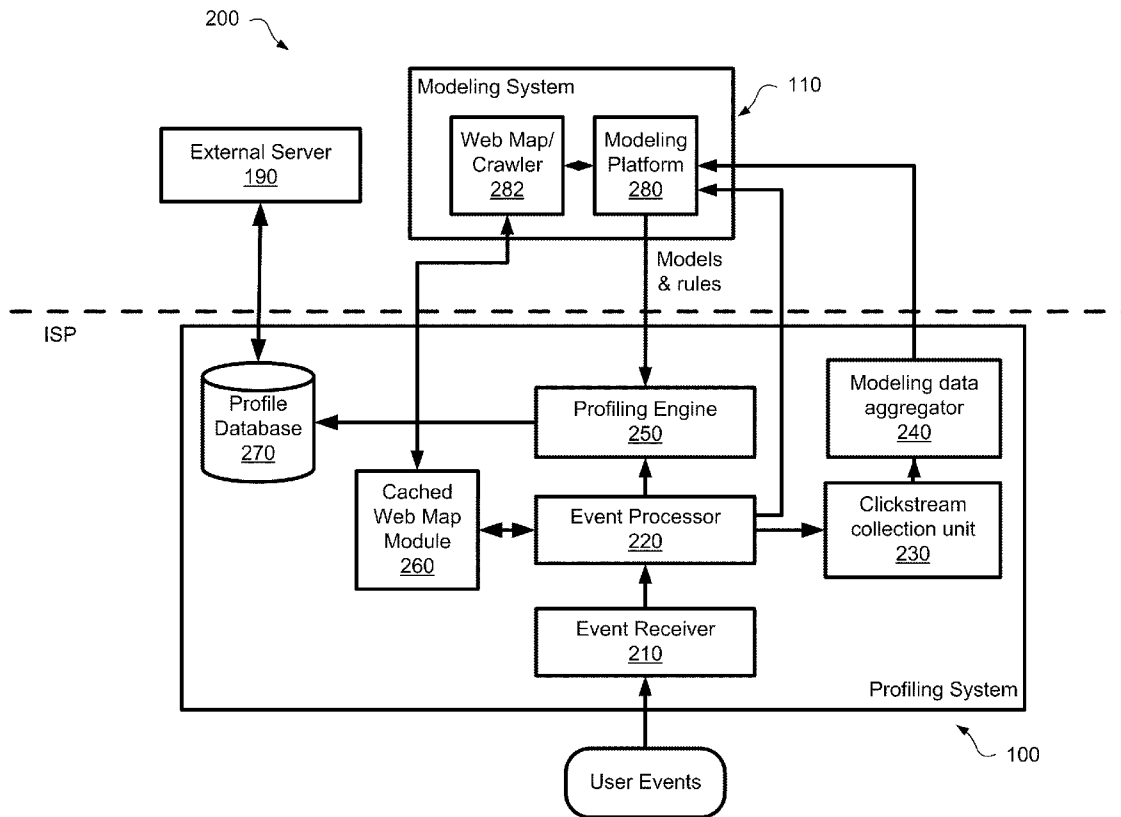 200
Modeling System
110
Web Map/
Crawler
282
Modeling
Platform
280
External Server
190
Models
& rules
ISP
Profile
Database
270
Profiling Engine
250
Modeling data
aggregator
240
Cached
Web Map
Module
260
Event Processor
220
Clickstream
collection unit
230
Event Receiver
210
Profiling System
100
User Events